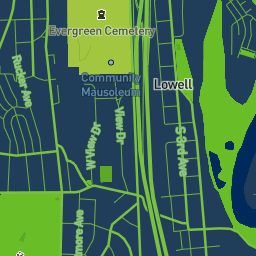 Evergreen Cemetery
Rucker Ave
Community
Mausoleum
Lowell
W View Dr
View Dr
S 3rd Ave
more Ave